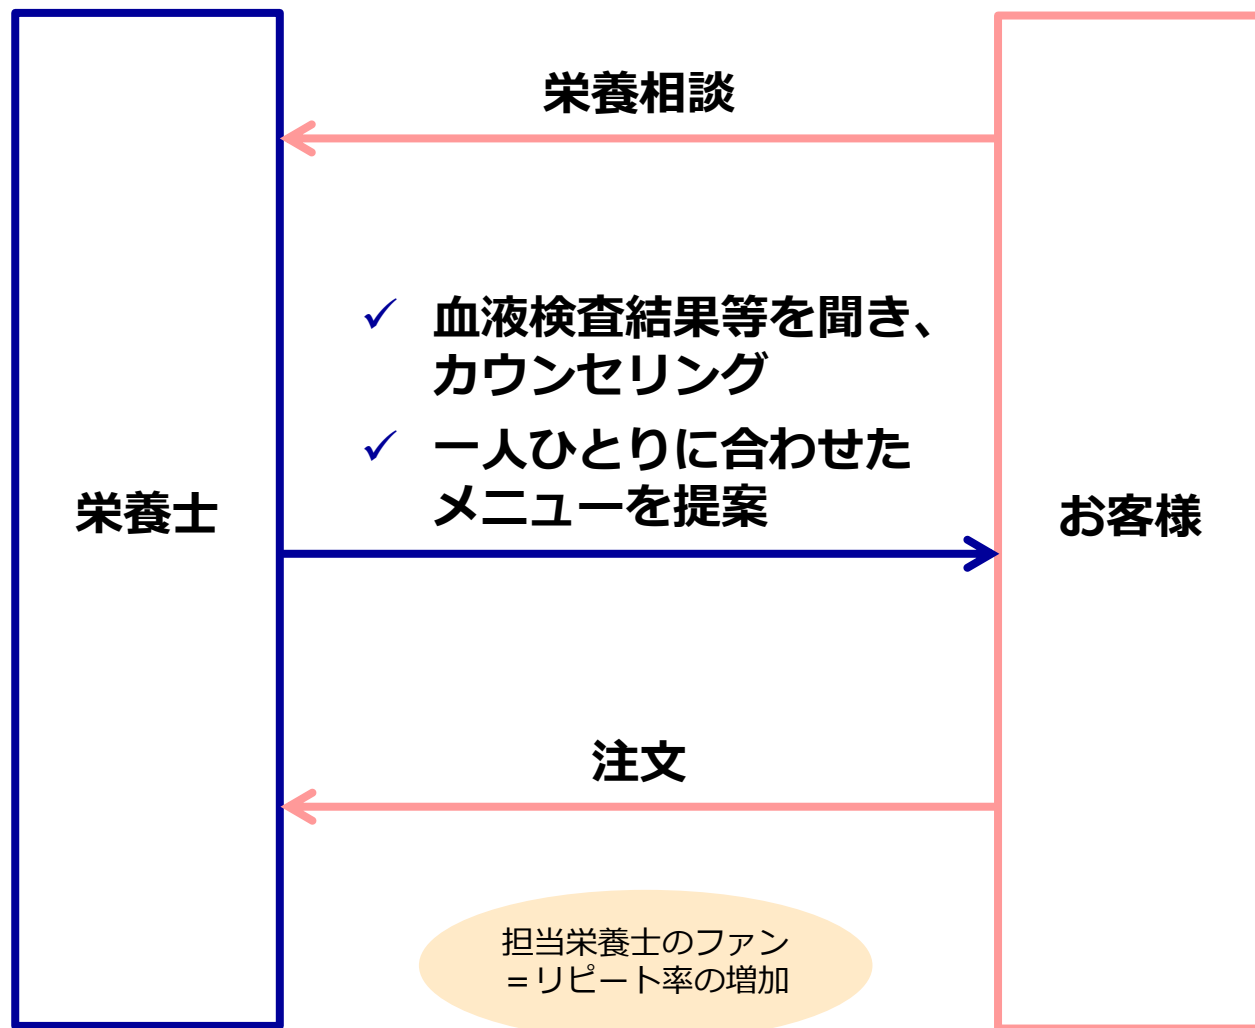 栄養相談
✓ 血液検査結果等を聞き、
カウンセリング
✓ 一人ひとりに合わせた
メニューを提案
栄養士
お客様
注文
担当栄養士のファン
＝リピート率の増加